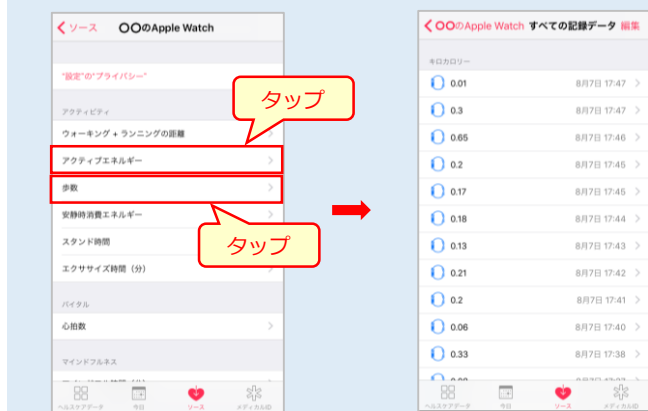 ソース
〇〇のApple Watch
"設定"の"プライバシー"
アクティビティ
ウォーキング + ランニングの距離
アクティブエネルギー
歩数
安静時消費エネルギー
スタンド時間
エクササイズ時間（分）
バイタル
心拍数
マインドフルネス
ヘルスケアデータ 今日 ソース メディカルID
タップ
タップ
〇〇のApple Watch すべての記録データ 編集
キロカロリー
0.01 8月7日 17:47
0.3 8月7日 17:47
0.65 8月7日 17:46
0.2 8月7日 17:45
0.17 8月7日 17:45
0.18 8月7日 17:44
0.13 8月7日 17:43
0.21 8月7日 17:42
0.2 8月7日 17:41
0.06 8月7日 17:40
0.33 8月7日 17:38
ヘルスケアデータ 今日 ソース メディカルID